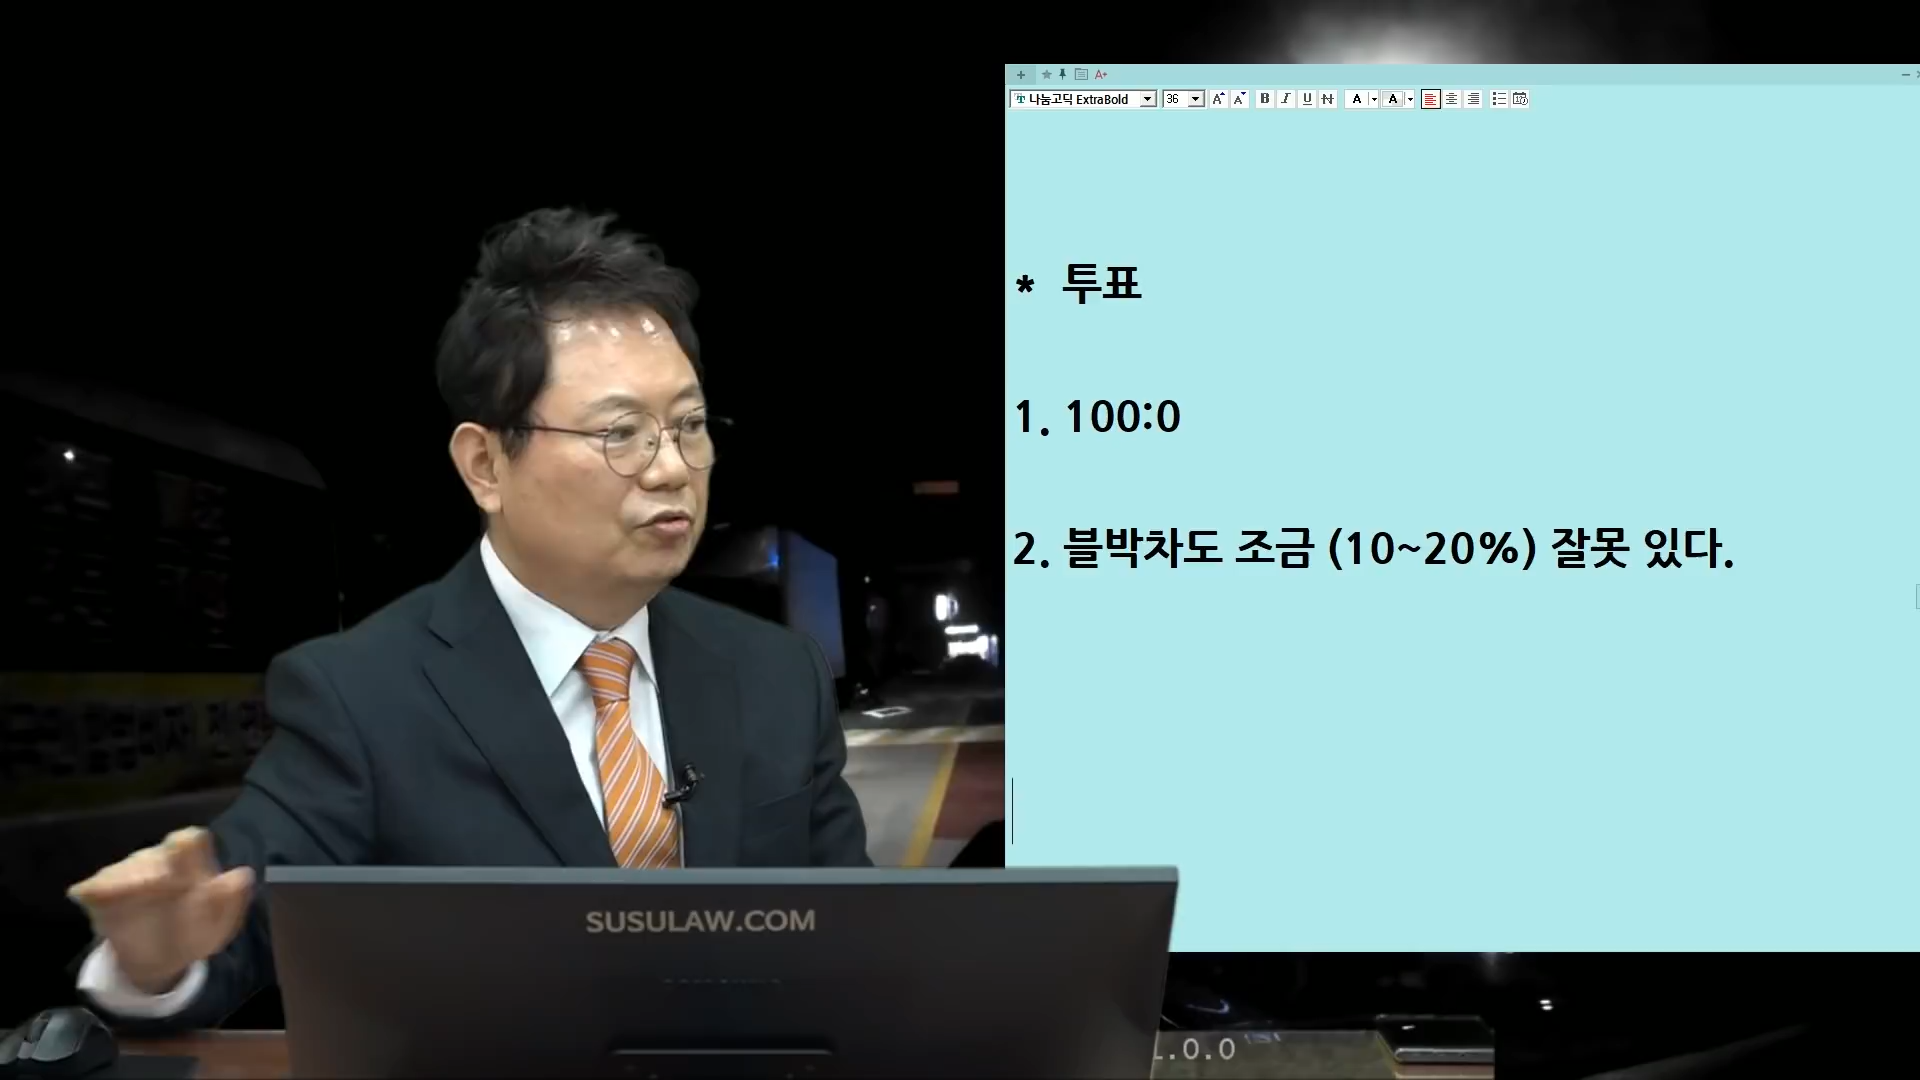 나눔고딕 ExtraBold 36
* 투표
1. 100:0
2. 블박차도 조금 (10~20%) 잘못 있다.
SUSULAW.COM
.0.0